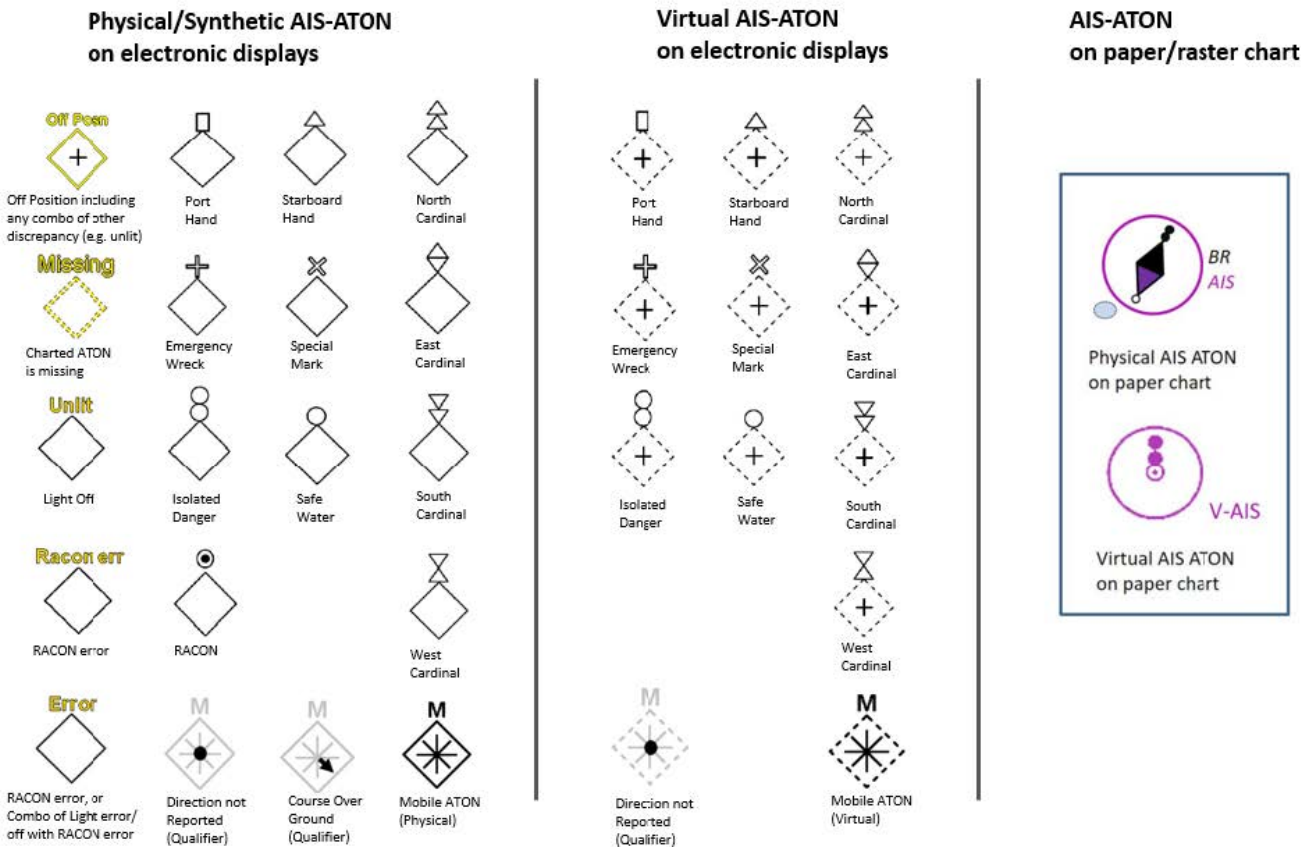 Physical/Synthetic AIS-ATON
on electronic displays
Virtual AIS-ATON
on electronic displays
AIS-ATON
on paper/raster chart
Off Posn
Off Position including
any combo of other
discrepancy (e.g. unlit)
Port
Hand
Starboard
Hand
North
Cardinal
Port
Hand
Starboard
Hand
North
Cardinal
Missing
Charted ATON
is missing
Emergency
Wreck
Special
Mark
East
Cardinal
Emergency
Wreck
Special
Mark
East
Cardinal
BR
AIS
Physical AIS ATON
on paper chart
Unlit
Light Off
Isolated
Danger
Safe
Water
South
Cardinal
Isolated
Danger
Safe
Water
South
Cardinal
V-AIS
Virtual AIS ATON
on paper chart
Racon err
RACON error
RACON
West
Cardinal
West
Cardinal
Error
RACON error, or
Combo of Light error/
off with RACON error
M
Direction not
Reported
(Qualifier)
M
Course Over
Ground
(Qualifier)
M
Mobile ATON
(Physical)
M
Direction not
Reported
(Qualifier)
M
Mobile ATON
(Virtual)